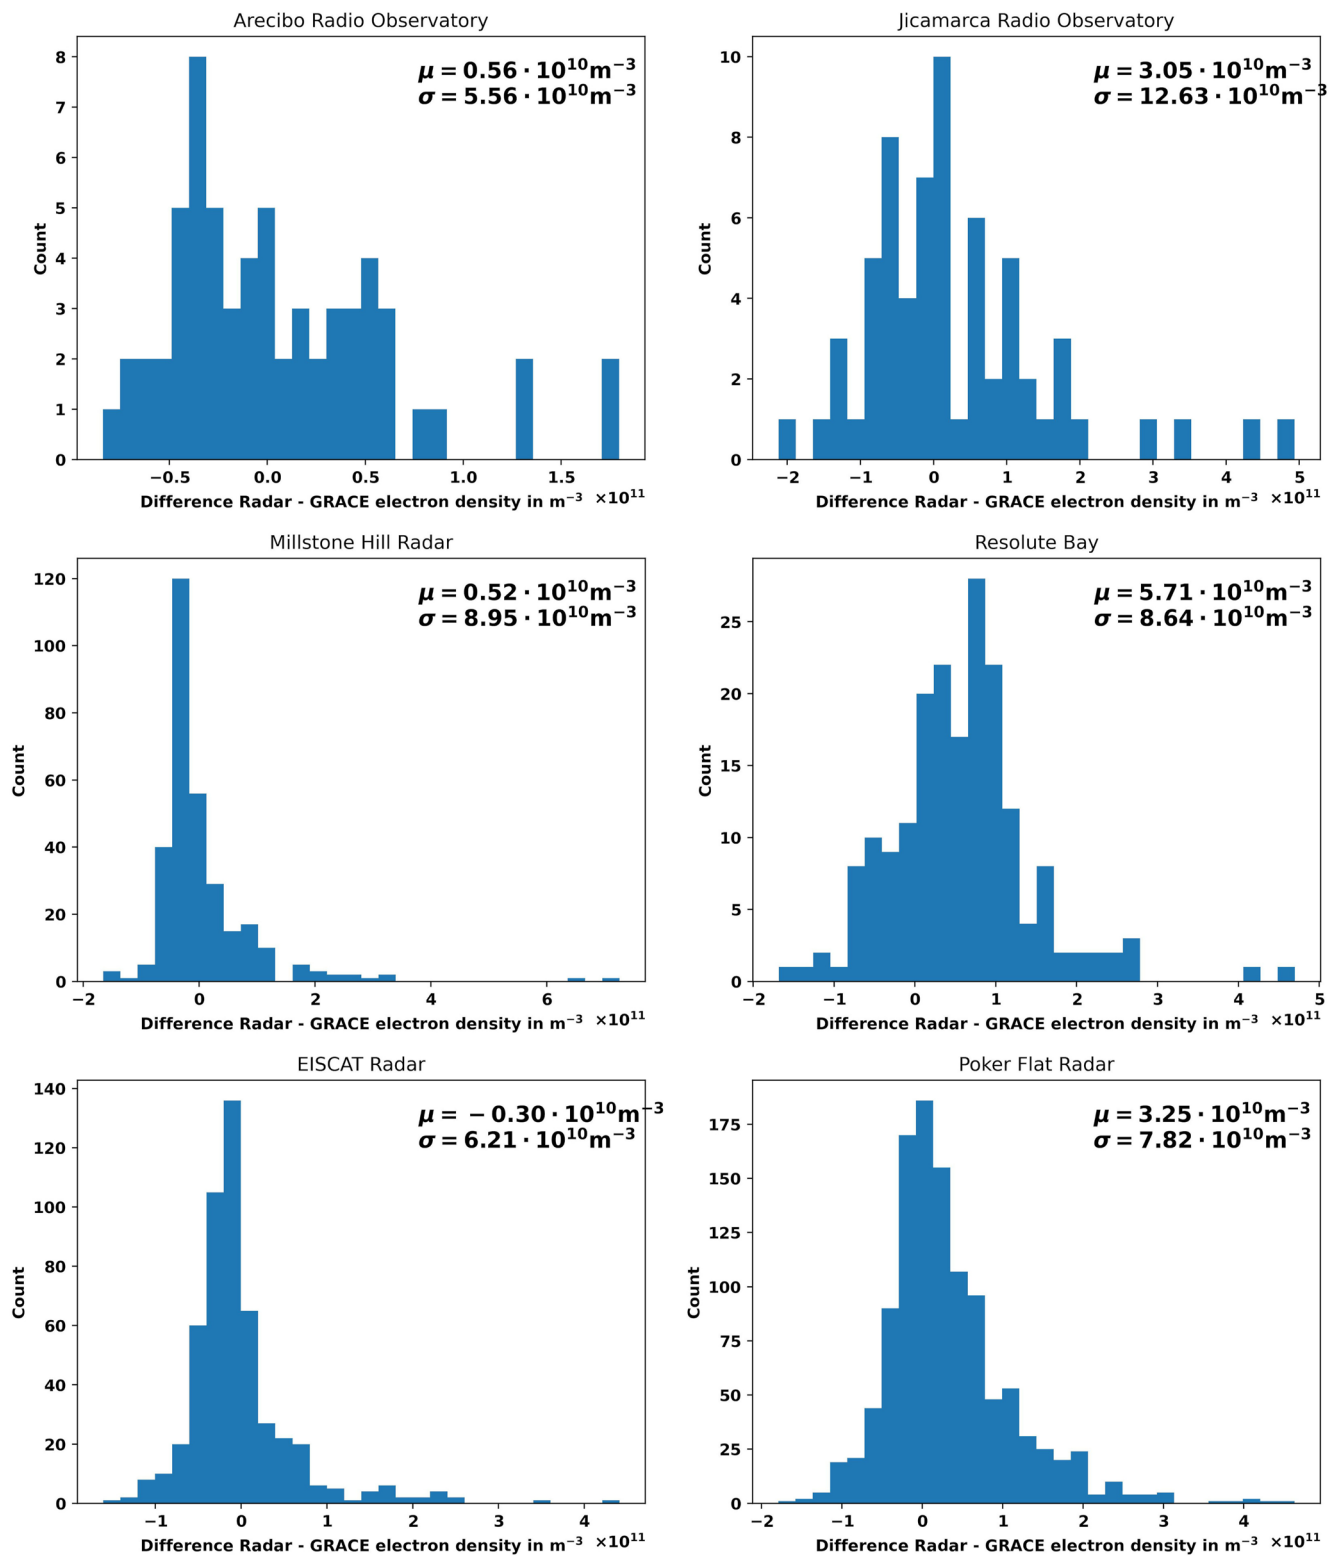 Arecibo Radio Observatory
μ = 0.56 · 10¹⁰m⁻³
σ = 5.56 · 10¹⁰m⁻³
8
7
6
5
4
3
2
1
0
Count
−0.5 0.0 0.5 1.0 1.5
Difference Radar - GRACE electron density in m⁻³ ×10¹¹
Jicamarca Radio Observatory
μ = 3.05 · 10¹⁰m⁻³
σ = 12.63 · 10¹⁰m⁻³
10
8
6
4
2
0
Count
−2 −1 0 1 2 3 4 5
Difference Radar - GRACE electron density in m⁻³ ×10¹¹
Millstone Hill Radar
μ = 0.52 · 10¹⁰m⁻³
σ = 8.95 · 10¹⁰m⁻³
120
100
80
60
40
20
0
Count
−2 0 2 4 6
Difference Radar - GRACE electron density in m⁻³ ×10¹¹
Resolute Bay
μ = 5.71 · 10¹⁰m⁻³
σ = 8.64 · 10¹⁰m⁻³
25
20
15
10
5
0
Count
−2 −1 0 1 2 3 4 5
Difference Radar - GRACE electron density in m⁻³ ×10¹¹
EISCAT Radar
μ = − 0.30 · 10¹⁰m⁻³
σ = 6.21 · 10¹⁰m⁻³
140
120
100
80
60
40
20
0
Count
−1 0 1 2 3 4
Difference Radar - GRACE electron density in m⁻³ ×10¹¹
Poker Flat Radar
μ = 3.25 · 10¹⁰m⁻³
σ = 7.82 · 10¹⁰m⁻³
175
150
125
100
75
50
25
0
Count
−2 −1 0 1 2 3 4
Difference Radar - GRACE electron density in m⁻³ ×10¹¹